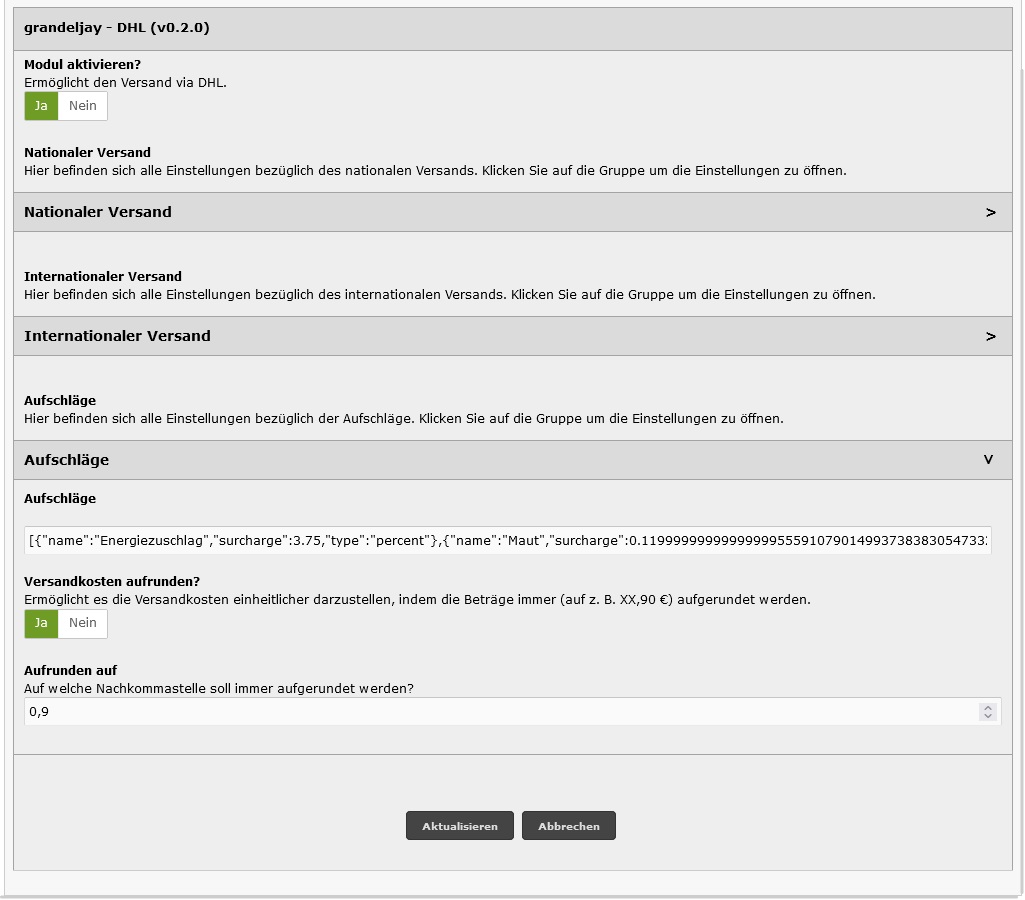 grandeljay - DHL (v0.2.0)
Modul aktivieren?
Ermöglicht den Versand via DHL.
Ja Nein
Nationaler Versand
Hier befinden sich alle Einstellungen bezüglich des nationalen Versands. Klicken Sie auf die Gruppe um die Einstellungen zu öffnen.
Nationaler Versand >
Internationaler Versand
Hier befinden sich alle Einstellungen bezüglich des internationalen Versands. Klicken Sie auf die Gruppe um die Einstellungen zu öffnen.
Internationaler Versand >
Aufschläge
Hier befinden sich alle Einstellungen bezüglich der Aufschläge. Klicken Sie auf die Gruppe um die Einstellungen zu öffnen.
Aufschläge >
Aufschläge
[{"name":"Energiezuschlag","surcharge":3.75,"type":"percent"},{"name":"Maut","surcharge":0.11999999999999999555910790149937383830547332
Versandkosten aufrunden?
Ermöglicht es die Versandkosten einheitlicher darzustellen, indem die Beträge immer (auf z. B. XX,90 €) aufgerundet werden.
Ja Nein
Aufrunden auf
Auf welche Nachkommastelle soll immer aufgerundet werden?
0,9
Aktualisieren Abbrechen